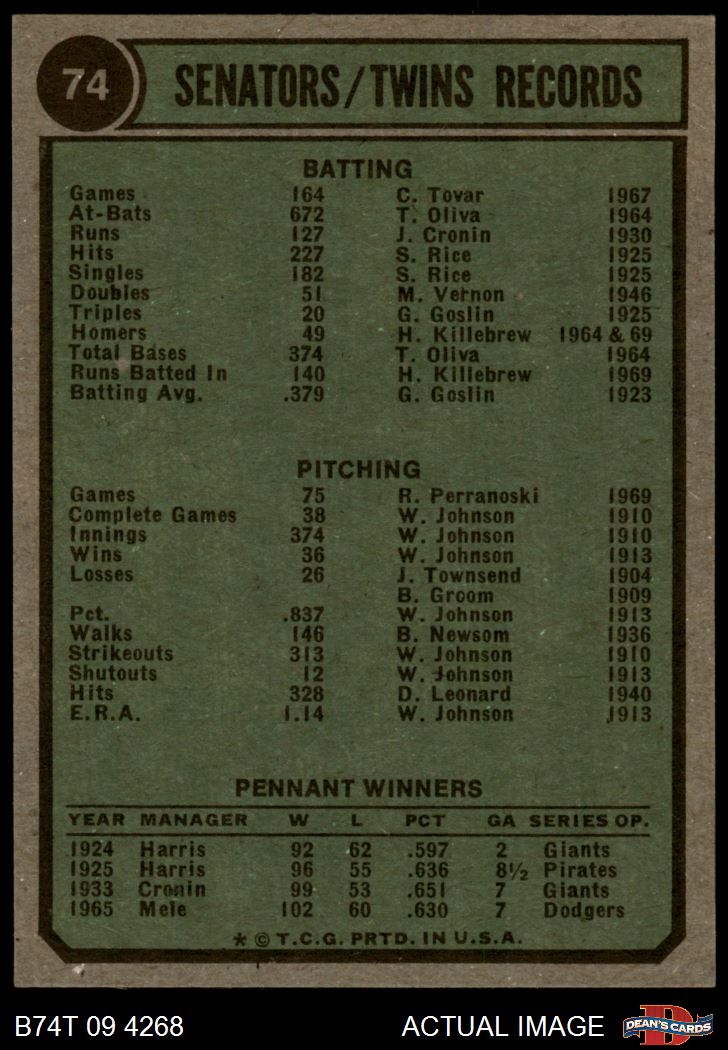 74 SENATORS/TWINS RECORDS
BATTING
Games 164 C. Tovar 1967
At-Bats 672 T. Oliva 1964
Runs 127 J. Cronin 1930
Hits 227 S. Rice 1925
Singles 182 S. Rice 1925
Doubles 51 M. Vernon 1946
Triples 20 G. Goslin 1925
Homers 49 H. Killebrew 1964 & 69
Total Bases 374 T. Oliva 1964
Runs Batted In 140 H. Killebrew 1969
Batting Avg. .379 G. Goslin 1923
PITCHING
Games 75 R. Perranoski 1969
Complete Games 38 W. Johnson 1910
Innings 374 W. Johnson 1910
Wins 36 W. Johnson 1913
Losses 26 J. Townsend 1904
B. Groom 1909
Pct. .837 W. Johnson 1913
Walks 146 B. Newsom 1936
Strikeouts 313 W. Johnson 1910
Shutouts 12 W. Johnson 1913
Hits 328 D. Leonard 1940
E.R.A. 1.14 W. Johnson 1913
PENNANT WINNERS
YEAR MANAGER W L PCT GA SERIES OP.
1924 Harris 92 62 .597 2 Giants
1925 Harris 96 55 .636 8½ Pirates
1933 Cronin 99 53 .651 7 Giants
1965 Mele 102 60 .630 7 Dodgers
* © T.C.G. PRTD. IN U.S.A.
B74T 09 4268 ACTUAL IMAGE D DEAN'S CARDS